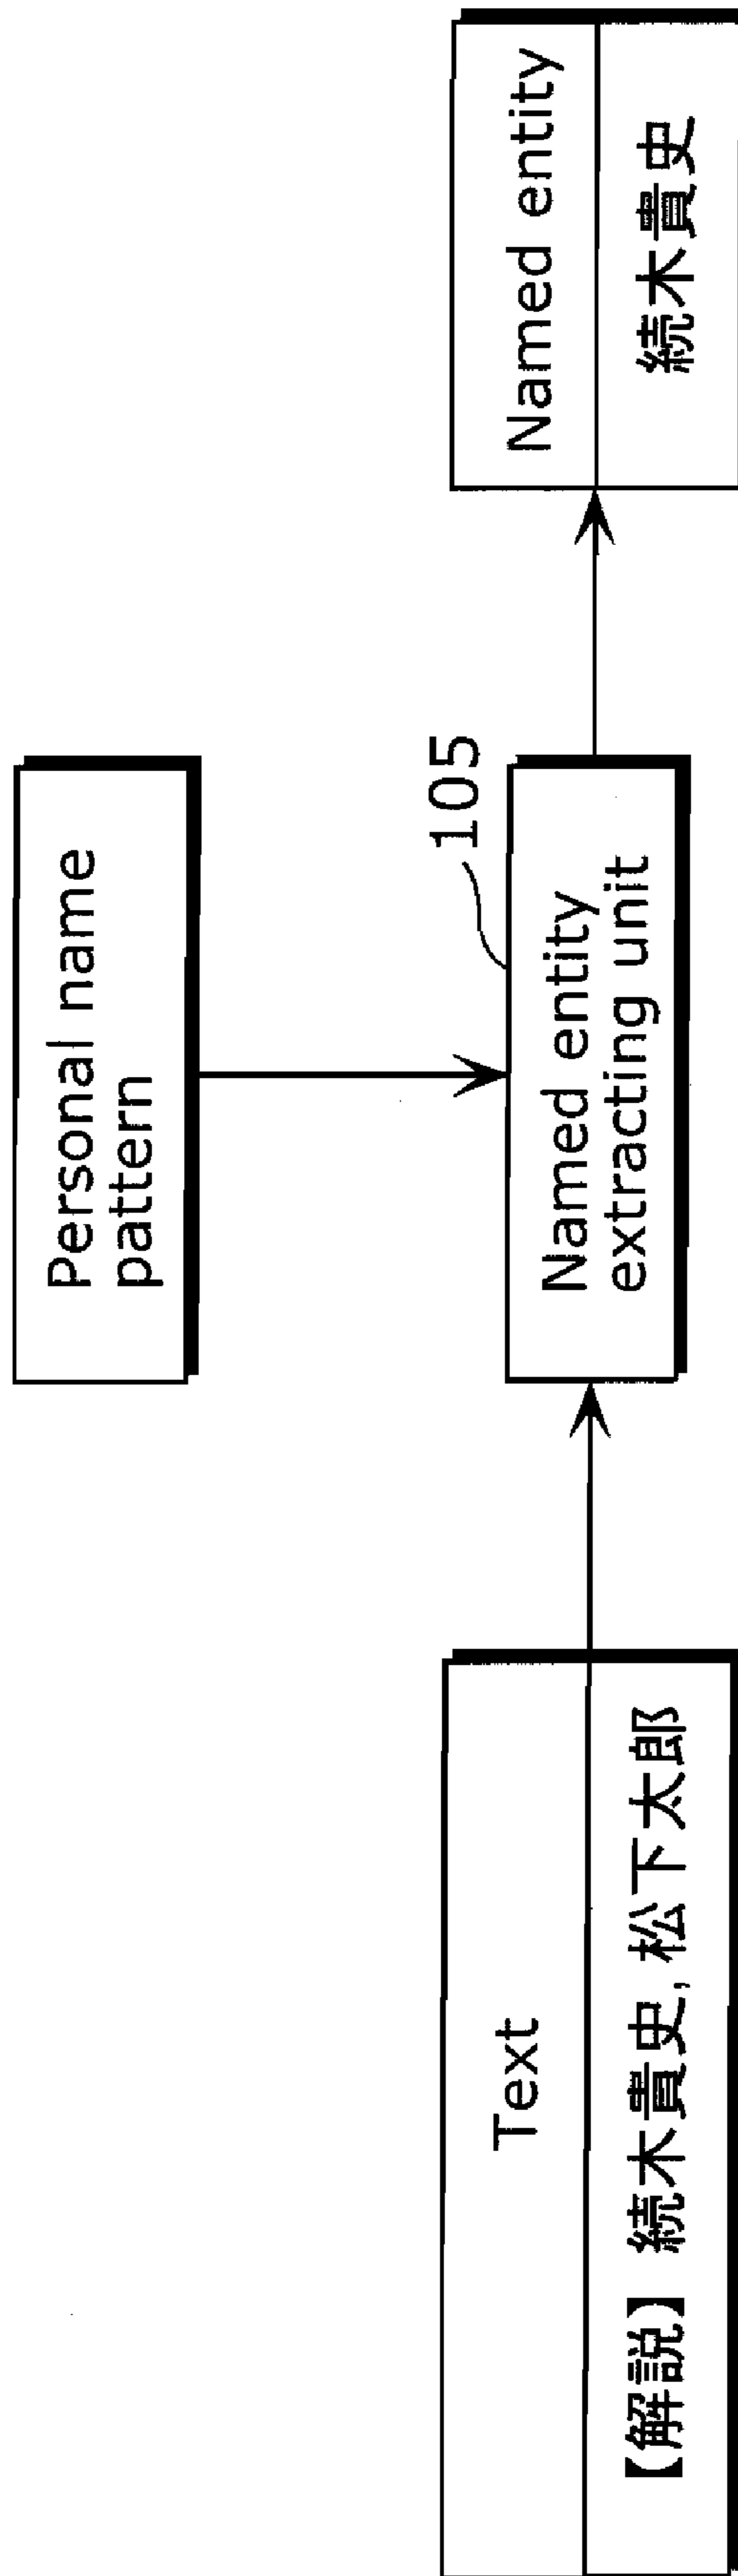 Personal name
pattern
105
Text
【解説】 続木貴史, 松下太郎
Named entity
extracting unit
Named entity
続木貴史